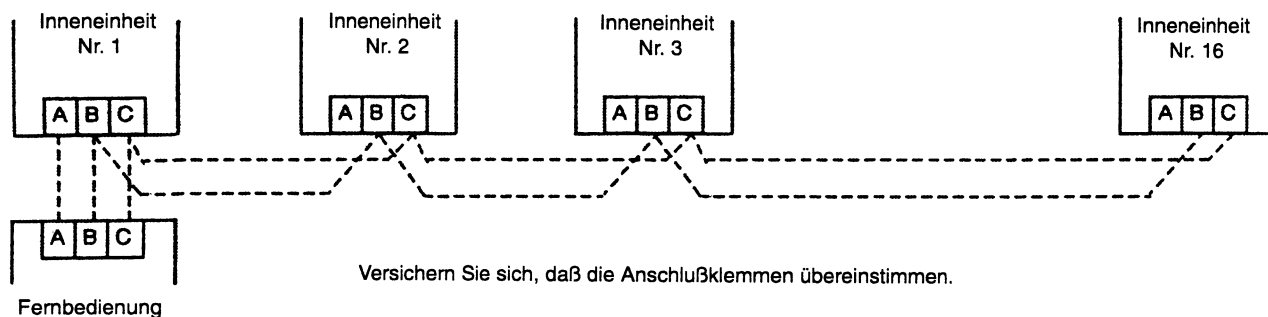 Inneneinheit Nr. 1
Inneneinheit Nr. 2
Inneneinheit Nr. 3
Inneneinheit Nr. 16
A B C
A B C
A B C
A B C
A B C
Versichern Sie sich, daß die Anschlußklemmen übereinstimmen.
Fernbedienung